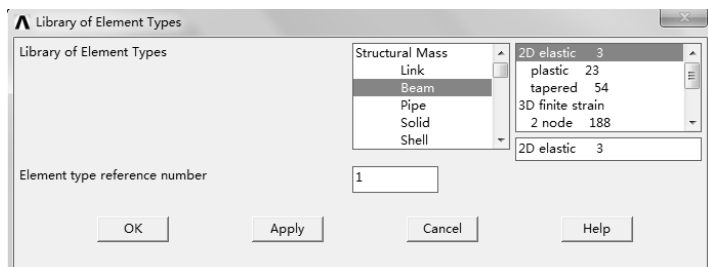 Library of Element Types
Library of Element Types
Structural Mass
Link
Beam
Pipe
Solid
Shell
2D elastic 3
plastic 23
tapered 54
3D finite strain
2 node 188
2D elastic 3
Element type reference number
1
OK Apply Cancel Help